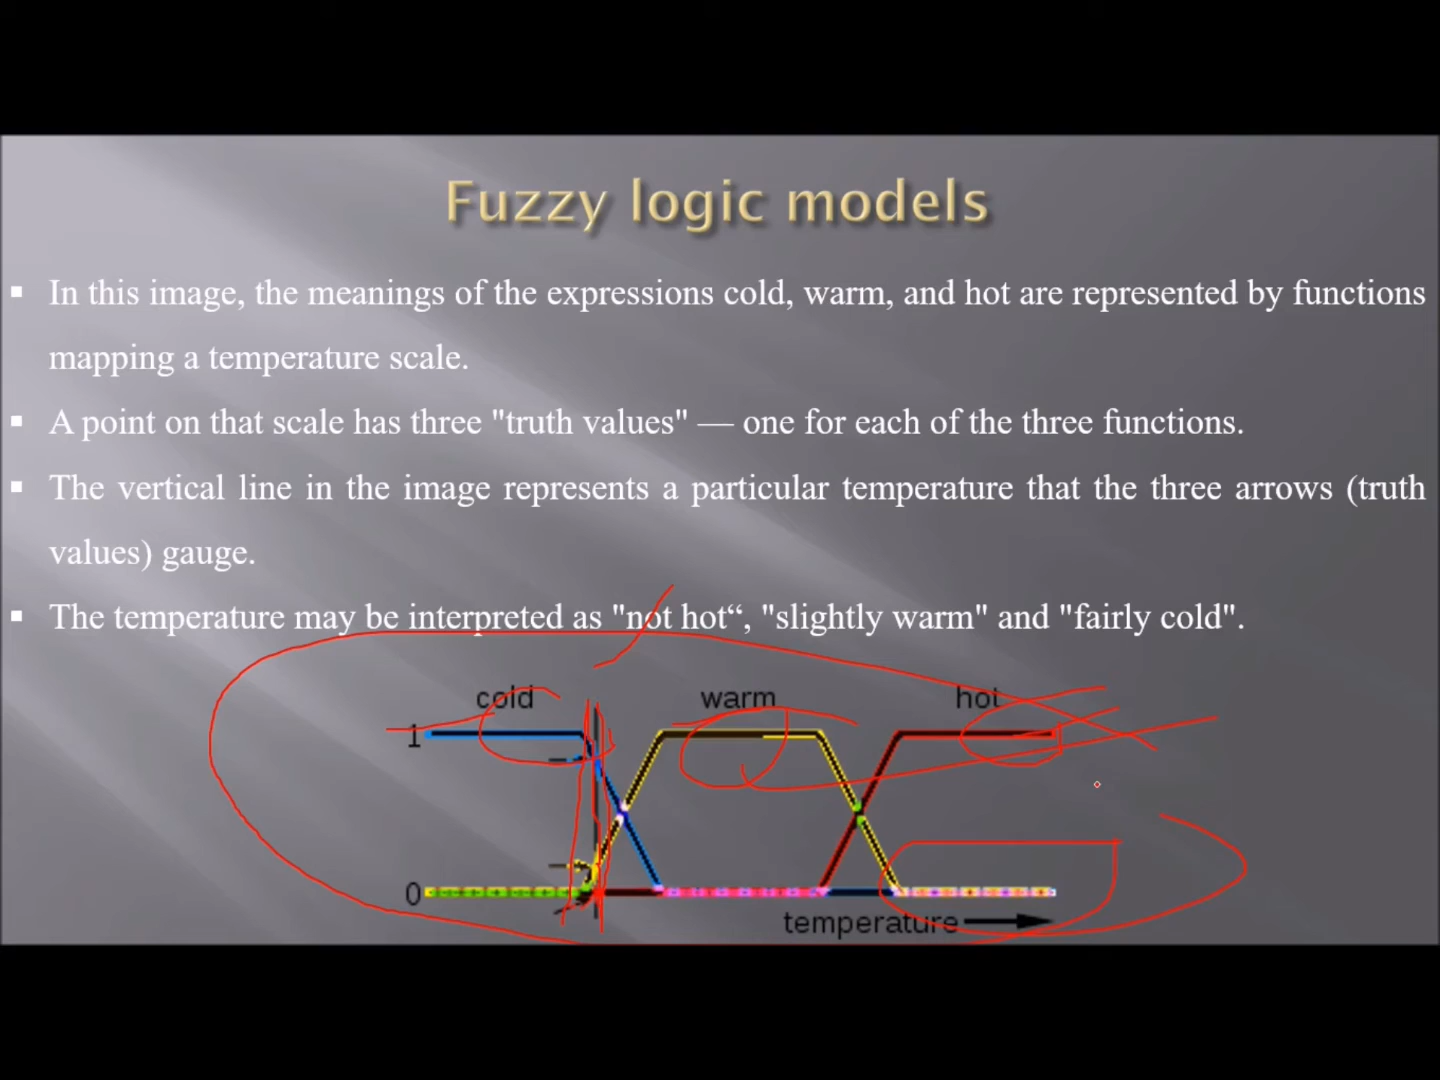 Fuzzy logic models
▪ In this image, the meanings of the expressions cold, warm, and hot are represented by functions
mapping a temperature scale.
▪ A point on that scale has three "truth values" — one for each of the three functions.
▪ The vertical line in the image represents a particular temperature that the three arrows (truth
values) gauge.
▪ The temperature may be interpreted as "not hot“, "slightly warm" and "fairly cold".
cold warm hot
1
0
temperature